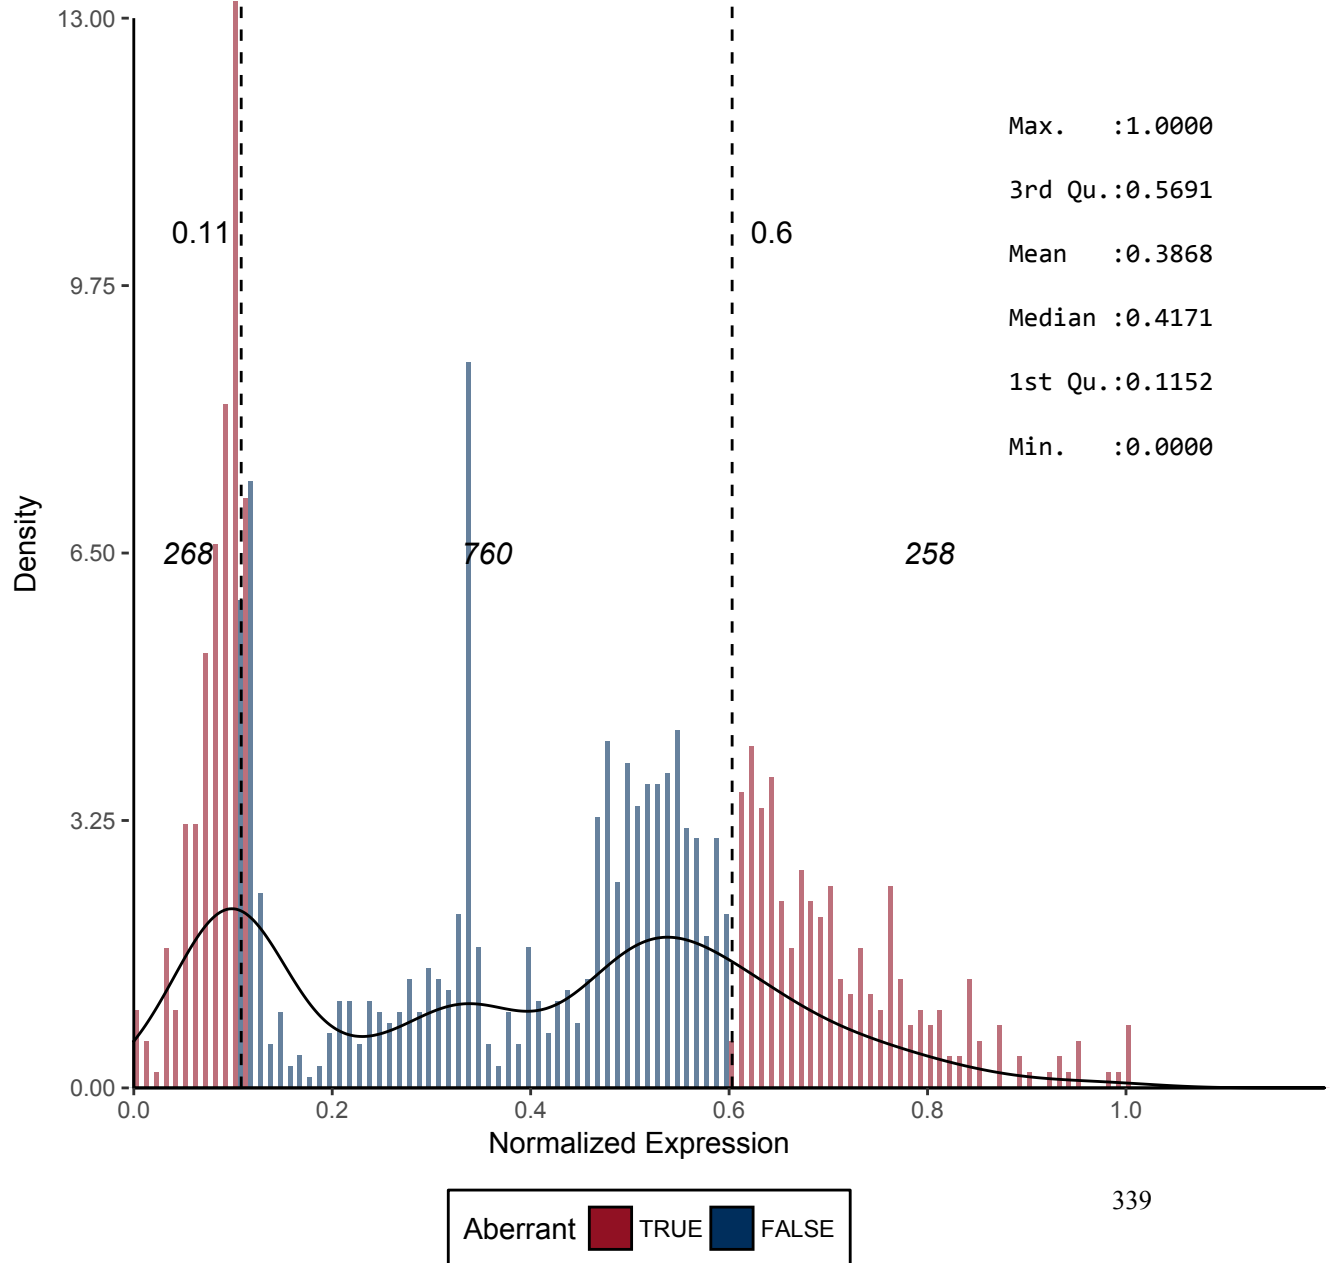 13.00
Max. :1.0000
3rd Qu.:0.5691
0.11
0.6
Mean :0.3868
9.75
Median :0.4171
1st Qu.:0.1152
Min. :0.0000
Density
6.50
268
760
258
3.25
0.00
0.0 0.2 0.4 0.6 0.8 1.0
Normalized Expression
339
Aberrant TRUE FALSE